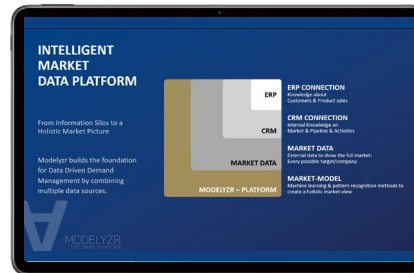 INTELLIGENT
MARKET
DATA PLATFORM
From Information Silos to a
Holistic Market Picture
Modelyzr builds the foundation
for Data Driven Demand
Management by combining
multiple data sources.
ERP
CRM
MARKET DATA
MODELYZR – PLATFORM
ERP CONNECTION
Knowledge about
Customers & Product sales
CRM CONNECTION
Internal Knowledge on
Market & Pipeline & Activities
MARKET DATA
External data to show the full market:
Every possible target/company
MARKET-MODEL
Machine learning & pattern recognition methods to
create a holistic market-view
MODELYZR
THE GAME CHANGER